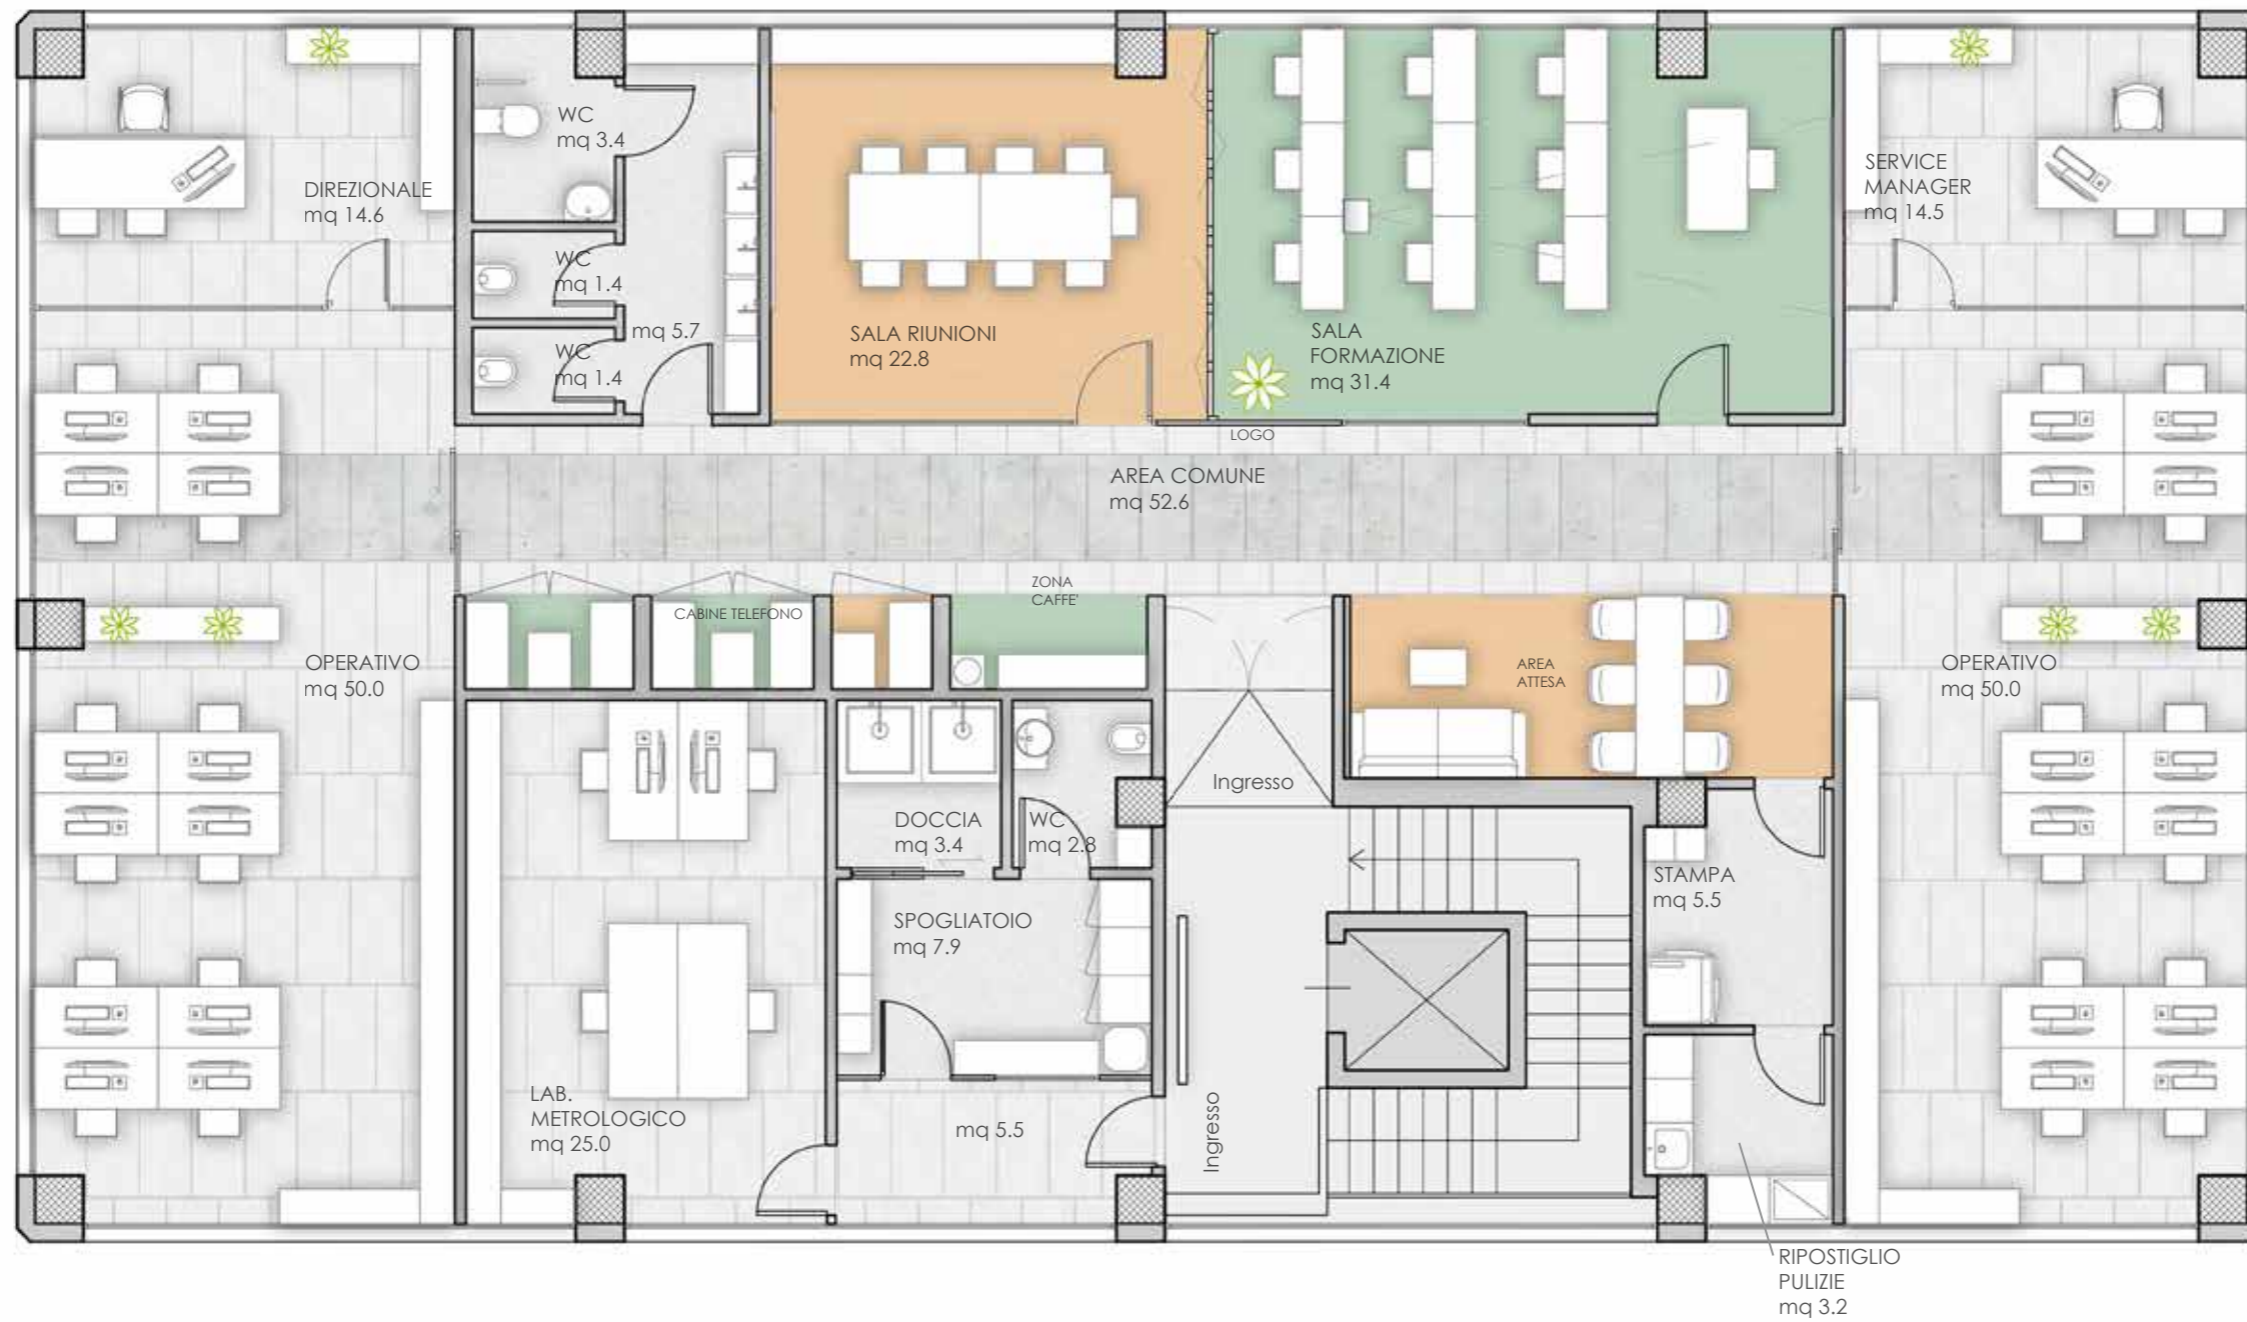 WC
mq 3.4
DIREZIONALE
mq 14.6
SERVICE
MANAGER
mq 14.5
WC
mq 1.4
mq 5.7
WC
mq 1.4
SALA RIUNIONI
mq 22.8
SALA
FORMAZIONE
mq 31.4
LOGO
AREA COMUNE
mq 52.6
ZONA
CAFFE'
CABINE TELEFONO
OPERATIVO
mq 50.0
AREA
ATTESA
OPERATIVO
mq 50.0
Ingresso
DOCCIA
mq 3.4
WC
mq 2.8
STAMPA
mq 5.5
SPOGLIATOIO
mq 7.9
LAB.
METROLOGICO
mq 25.0
mq 5.5
Ingresso
RIPOSTIGLIO
PULIZIE
mq 3.2